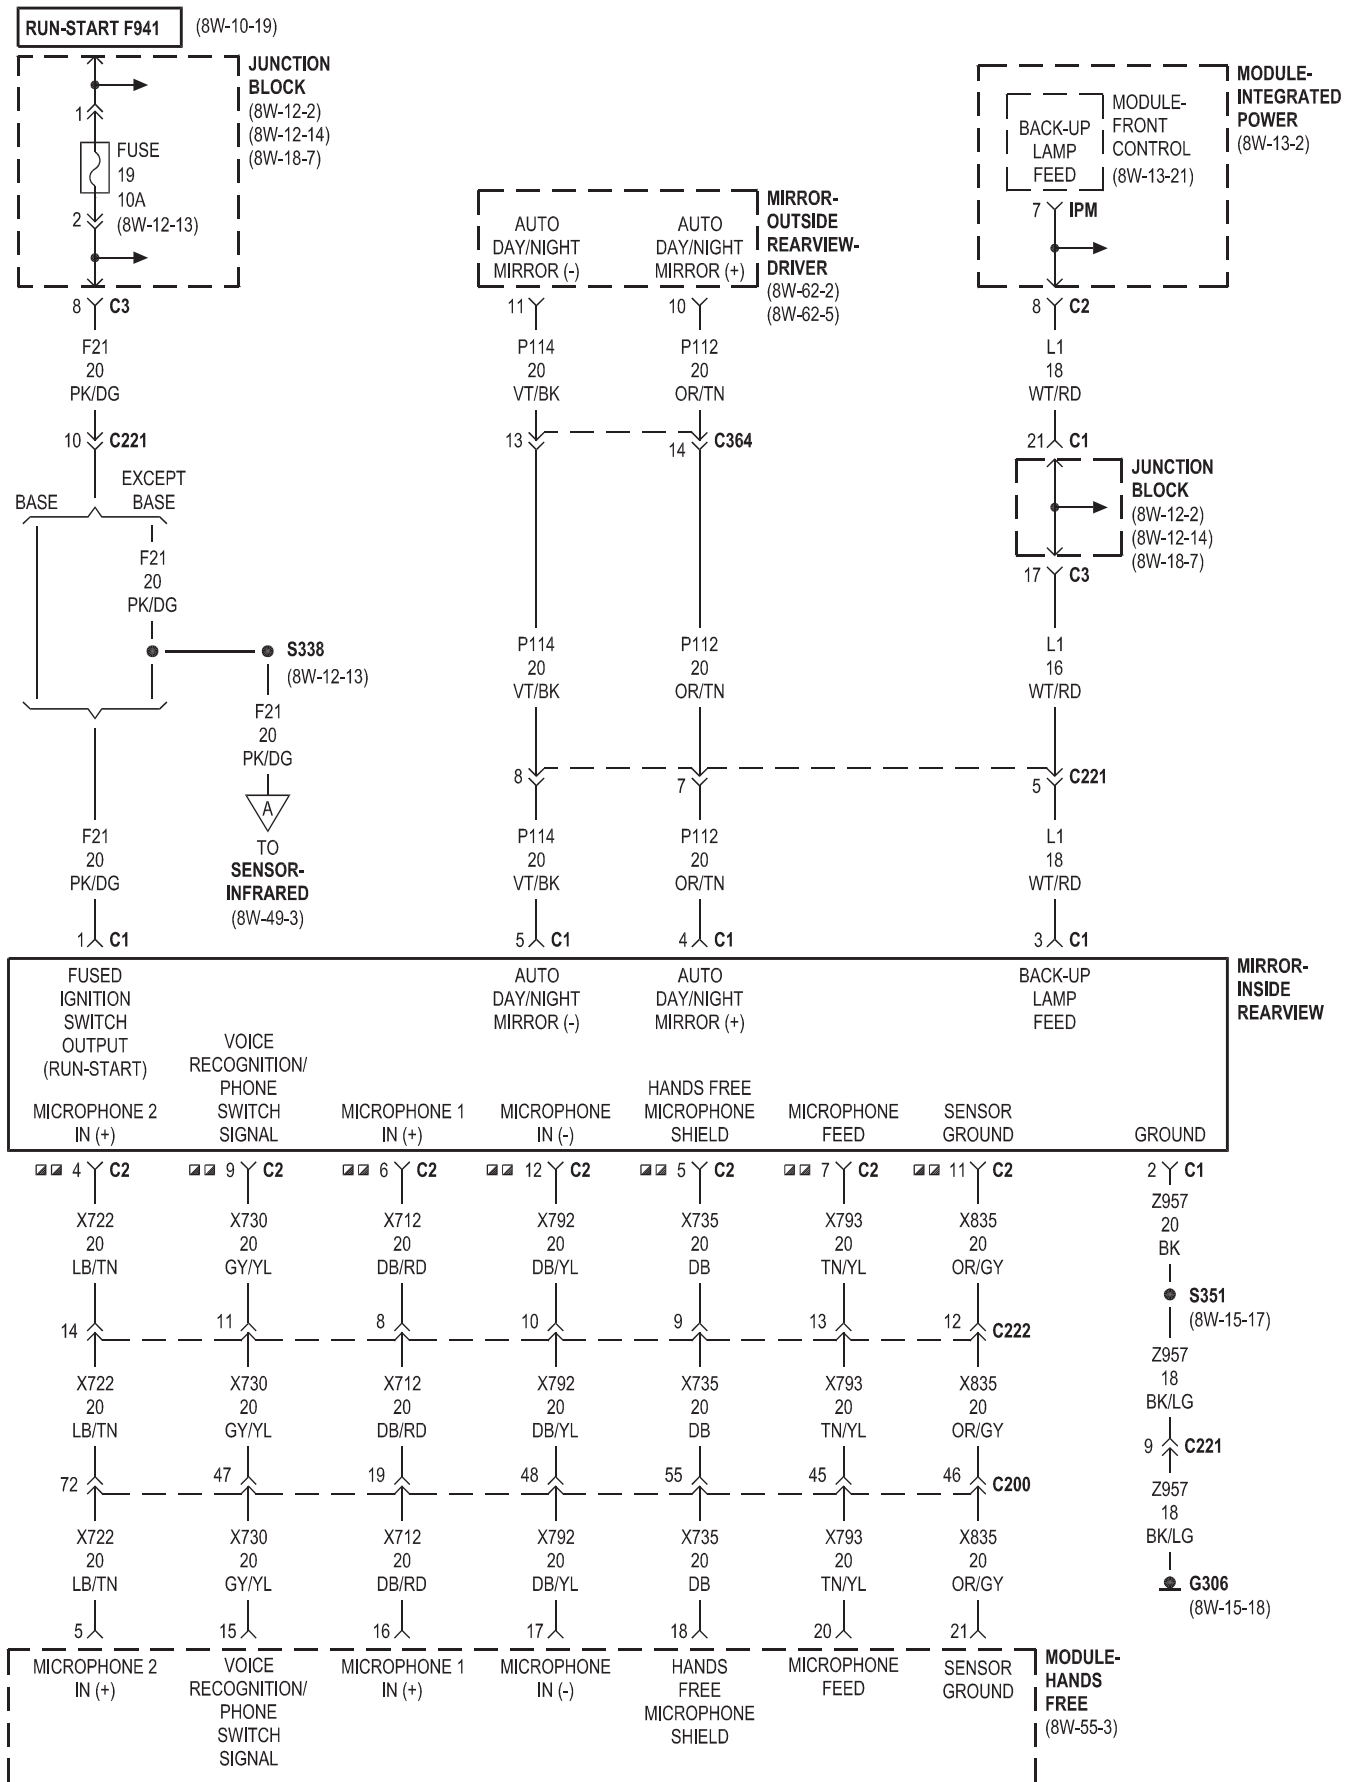 RUN-START F941
(8W-10-19)
JUNCTION
BLOCK
(8W-12-2)
(8W-12-14)
(8W-18-7)
1
FUSE
19
10A
(8W-12-13)
2
8 C3
F21
20
PK/DG
10 C221
BASE
EXCEPT
BASE
F21
20
PK/DG
S338
(8W-12-13)
F21
20
PK/DG
A
TO
SENSOR-
INFRARED
(8W-49-3)
F21
20
PK/DG
1 C1
AUTO
DAY/NIGHT
MIRROR (-)
AUTO
DAY/NIGHT
MIRROR (+)
MIRROR-
OUTSIDE
REARVIEW-
DRIVER
(8W-62-2)
(8W-62-5)
11
10
P114
20
VT/BK
P112
20
OR/TN
13
14
C364
P114
20
VT/BK
P112
20
OR/TN
8
7
P114
20
VT/BK
P112
20
OR/TN
5 C1
4 C1
BACK-UP
LAMP
FEED
MODULE-
FRONT
CONTROL
(8W-13-21)
MODULE-
INTEGRATED
POWER
(8W-13-2)
7 IPM
8 C2
L1
18
WT/RD
21 C1
JUNCTION
BLOCK
(8W-12-2)
(8W-12-14)
(8W-18-7)
17 C3
L1
16
WT/RD
5
C221
L1
18
WT/RD
3 C1
FUSED
IGNITION
SWITCH
OUTPUT
(RUN-START)
AUTO
DAY/NIGHT
MIRROR (-)
AUTO
DAY/NIGHT
MIRROR (+)
BACK-UP
LAMP
FEED
MIRROR-
INSIDE
REARVIEW
MICROPHONE 2
IN (+)
VOICE
RECOGNITION/
PHONE
SWITCH
SIGNAL
MICROPHONE 1
IN (+)
MICROPHONE
IN (-)
HANDS FREE
MICROPHONE
SHIELD
MICROPHONE
FEED
SENSOR
GROUND
GROUND
4 C2
9 C2
6 C2
12 C2
5 C2
7 C2
11 C2
2 C1
X722
20
LB/TN
X730
20
GY/YL
X712
20
DB/RD
X792
20
DB/YL
X735
20
DB
X793
20
TN/YL
X835
20
OR/GY
Z957
20
BK
S351
(8W-15-17)
14
11
8
10
9
13
12
C222
X722
20
LB/TN
X730
20
GY/YL
X712
20
DB/RD
X792
20
DB/YL
X735
20
DB
X793
20
TN/YL
X835
20
OR/GY
Z957
18
BK/LG
9 C221
72
47
19
48
55
45
46
C200
X722
20
LB/TN
X730
20
GY/YL
X712
20
DB/RD
X792
20
DB/YL
X735
20
DB
X793
20
TN/YL
X835
20
OR/GY
Z957
18
BK/LG
G306
(8W-15-18)
5
15
16
17
18
20
21
MICROPHONE 2
IN (+)
VOICE
RECOGNITION/
PHONE
SWITCH
SIGNAL
MICROPHONE 1
IN (+)
MICROPHONE
IN (-)
HANDS
FREE
MICROPHONE
SHIELD
MICROPHONE
FEED
SENSOR
GROUND
MODULE-
HANDS
FREE
(8W-55-3)